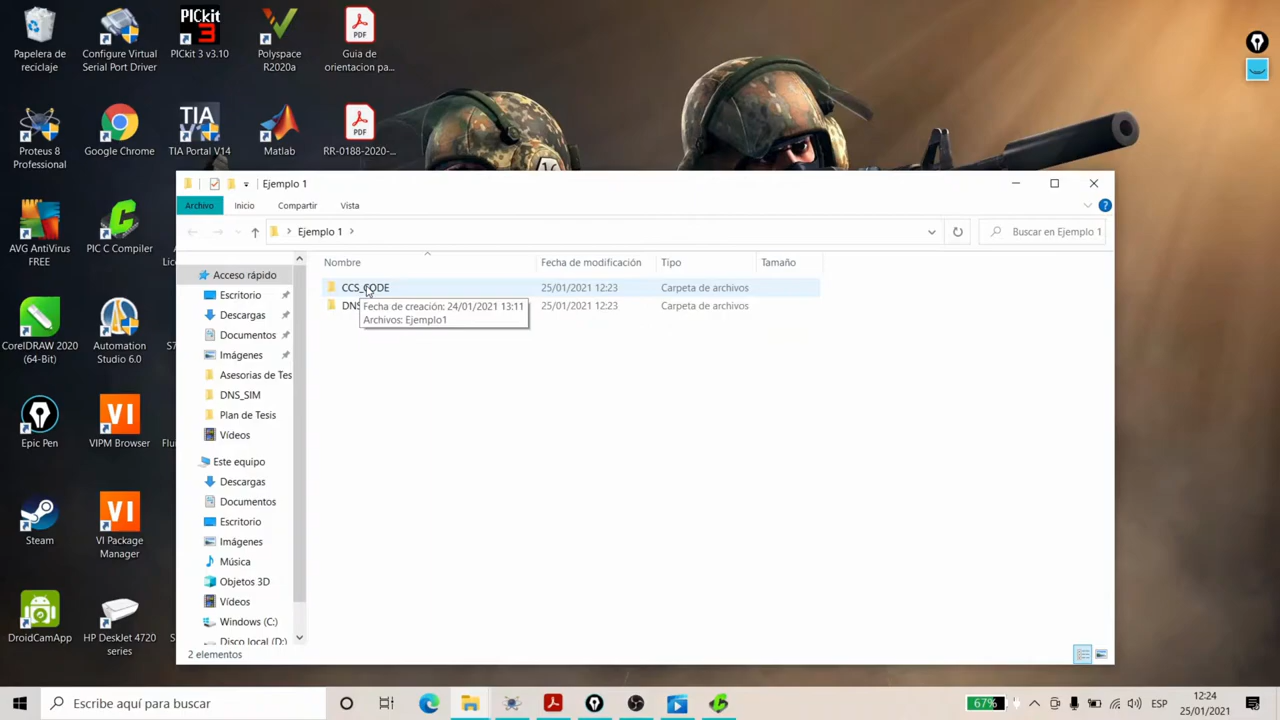 PICkit
3
Papelera de
reciclaje
Configure Virtual
Serial Port Driver
PICkit 3 v3.10
Polyspace
R2020a
PDF
Guia de
orientacion pa...
Proteus 8
Professional
Google Chrome
TIA
V14
TIA Portal V14
Matlab
PDF
RR-0188-2020-...
16
AVG AntiVirus
FREE
PIC C Compiler
CorelDRAW 2020
(64-Bit)
Automation
Studio 6.0
Epic Pen
VI
VIPM Browser
Steam
VI
VI Package
Manager
DroidCamApp
HP DeskJet 4720
series
Ejemplo 1
Archivo
Inicio
Compartir
Vista
Ejemplo 1
Buscar en Ejemplo 1
Nombre
Fecha de modificación
Tipo
Tamaño
CCS_CODE
25/01/2021 12:23
Carpeta de archivos
DNS
25/01/2021 12:23
Carpeta de archivos
Fecha de creación: 24/01/2021 13:11
Archivos: Ejemplo1
Acceso rápido
Escritorio
Descargas
Documentos
Imágenes
Asesorias de Tes
DNS_SIM
Plan de Tesis
Vídeos
Este equipo
Descargas
Documentos
Escritorio
Imágenes
Música
Objetos 3D
Vídeos
Windows (C:)
Disco local (D:)
2 elementos
Escribe aquí para buscar
67%
ESP
12:24
25/01/2021